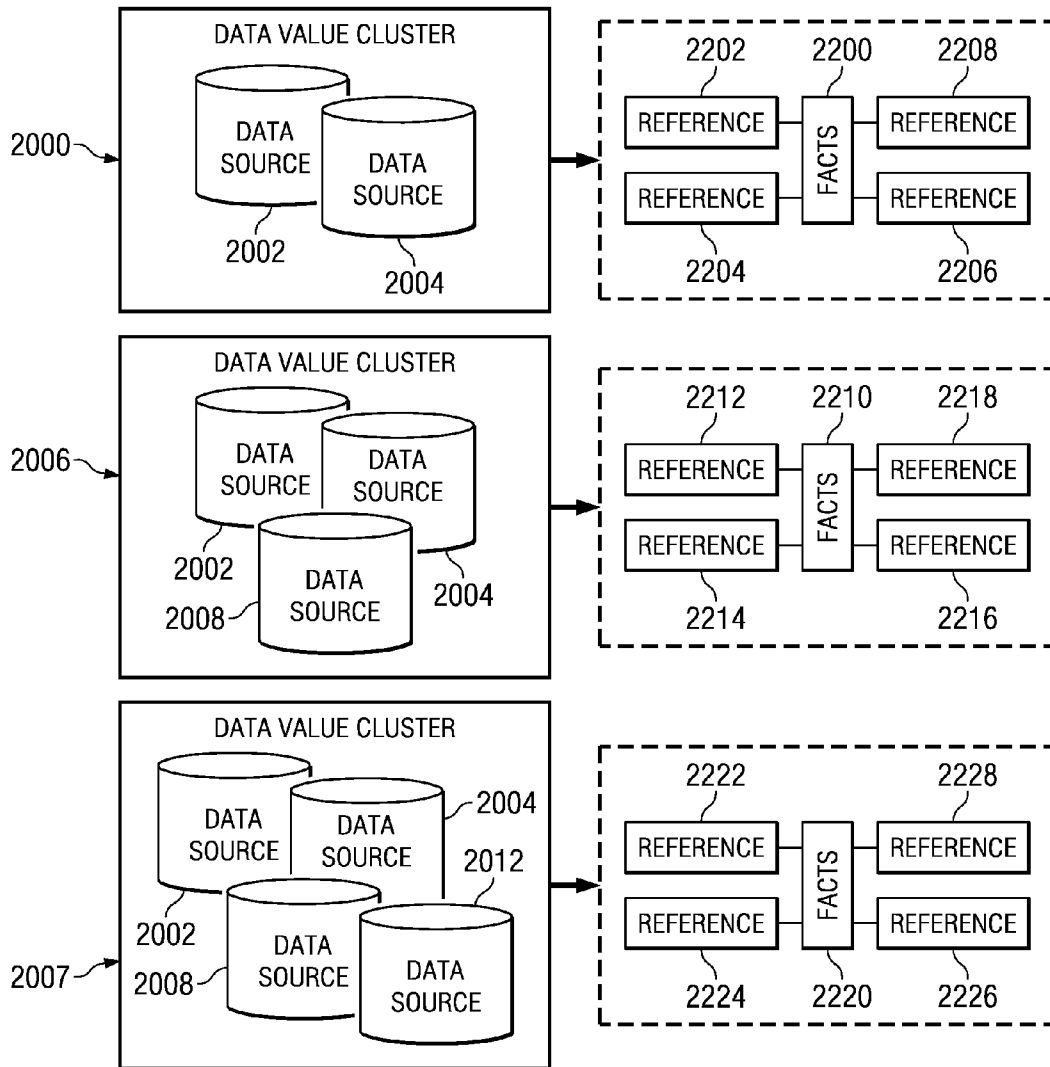 DATA VALUE CLUSTER
DATA
SOURCE
DATA
SOURCE
2000
2002
2004
2202
2200
2208
REFERENCE
FACTS
REFERENCE
REFERENCE
REFERENCE
2204
2206
DATA VALUE CLUSTER
DATA
SOURCE
DATA
SOURCE
2006
2002
DATA
SOURCE
2008
2004
2212
2210
2218
REFERENCE
FACTS
REFERENCE
REFERENCE
REFERENCE
2214
2216
DATA VALUE CLUSTER
2004
DATA
SOURCE
DATA
SOURCE
2012
2002
DATA
SOURCE
2008
DATA
SOURCE
2007
2222
2228
REFERENCE
FACTS
REFERENCE
REFERENCE
REFERENCE
2224
2220
2226